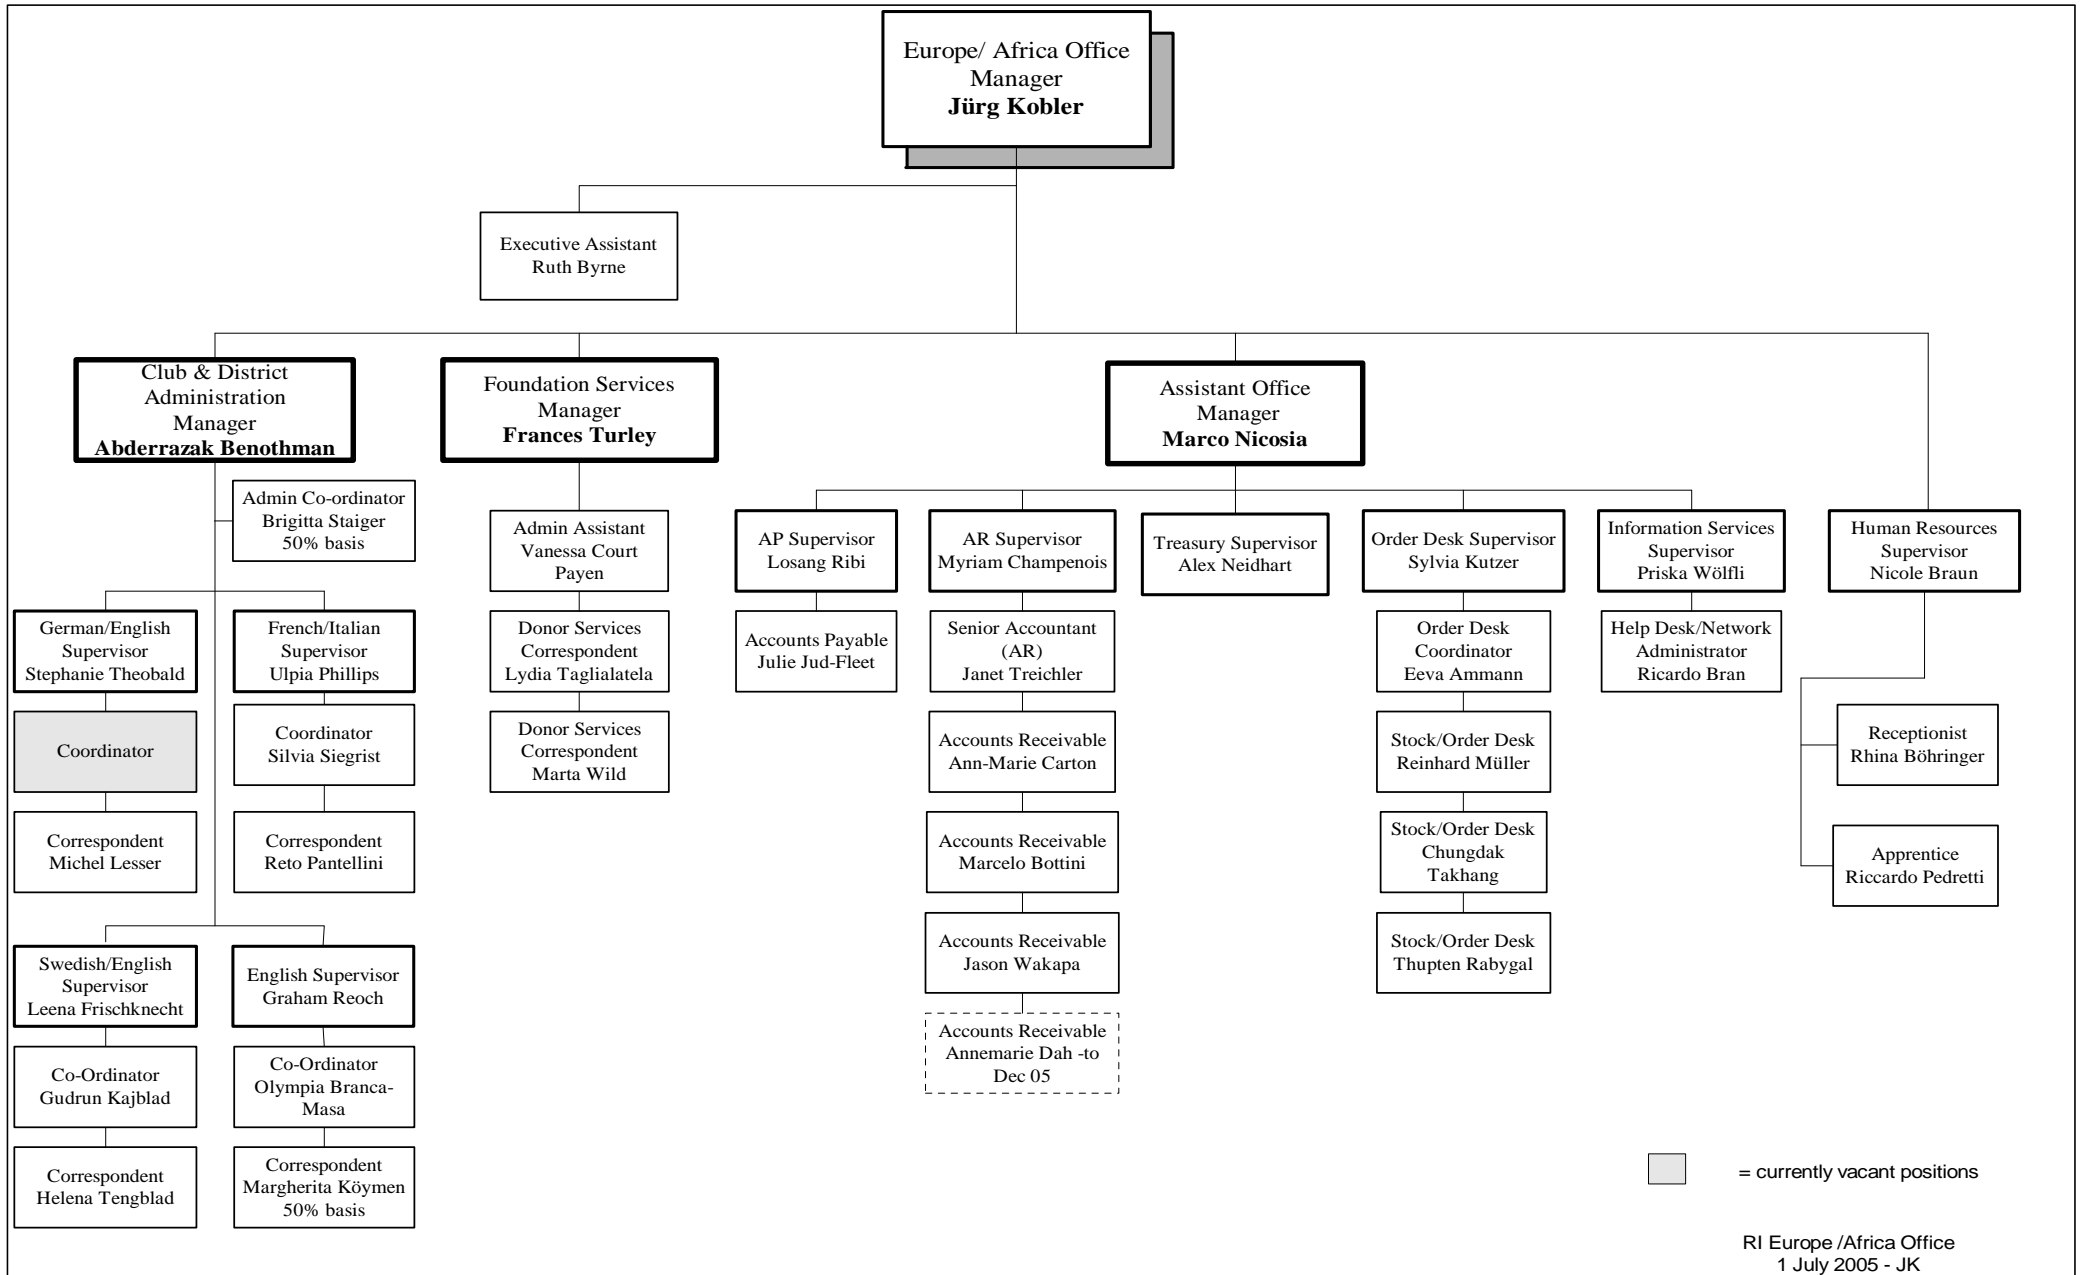 Europe/ Africa Office
Manager
Jürg Kobler
Executive Assistant
Ruth Byrne
Club & District
Administration
Manager
Abderrazak Benothman
Foundation Services
Manager
Frances Turley
Assistant Office
Manager
Marco Nicosia
Admin Co-ordinator
Brigitta Staiger
50% basis
Admin Assistant
Vanessa Court
Payen
AP Supervisor
Losang Ribi
AR Supervisor
Myriam Champenois
Treasury Supervisor
Alex Neidhart
Order Desk Supervisor
Sylvia Kutzer
Information Services
Supervisor
Priska Wölfli
Human Resources
Supervisor
Nicole Braun
German/English
Supervisor
Stephanie Theobald
French/Italian
Supervisor
Ulpia Phillips
Donor Services
Correspondent
Lydia Taglialatela
Accounts Payable
Julie Jud-Fleet
Senior Accountant
(AR)
Janet Treichler
Order Desk
Coordinator
Eeva Ammann
Help Desk/Network
Administrator
Ricardo Bran
Coordinator
Coordinator
Silvia Siegrist
Donor Services
Correspondent
Marta Wild
Accounts Receivable
Ann-Marie Carton
Stock/Order Desk
Reinhard Müller
Receptionist
Rhina Böhringer
Correspondent
Michel Lesser
Correspondent
Reto Pantellini
Accounts Receivable
Marcelo Bottini
Stock/Order Desk
Chungdak
Takhang
Apprentice
Riccardo Pedretti
Swedish/English
Supervisor
Leena Frischknecht
English Supervisor
Graham Reoch
Accounts Receivable
Jason Wakapa
Stock/Order Desk
Thupten Rabygal
Co-Ordinator
Gudrun Kajblad
Co-Ordinator
Olympia Branca-
Masa
Accounts Receivable
Annemarie Dah -to
Dec 05
Correspondent
Helena Tengblad
Correspondent
Margherita Köymen
50% basis
= currently vacant positions
RI Europe /Africa Office
1 July 2005 - JK